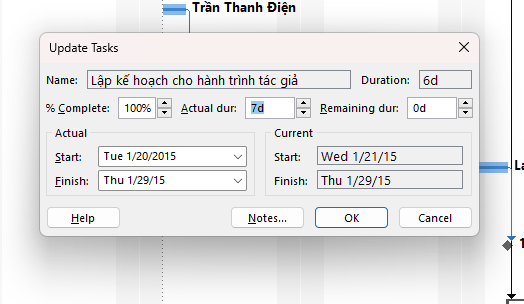 Trần Thanh Điện
Update Tasks
Name: Lập kế hoạch cho hành trình tác giả Duration: 6d
% Complete: 100% Actual dur: 7d Remaining dur: 0d
Actual Current
Start: Tue 1/20/2015 Start: Wed 1/21/15
Finish: Thu 1/29/15 Finish: Thu 1/29/15
Help Notes... OK Cancel